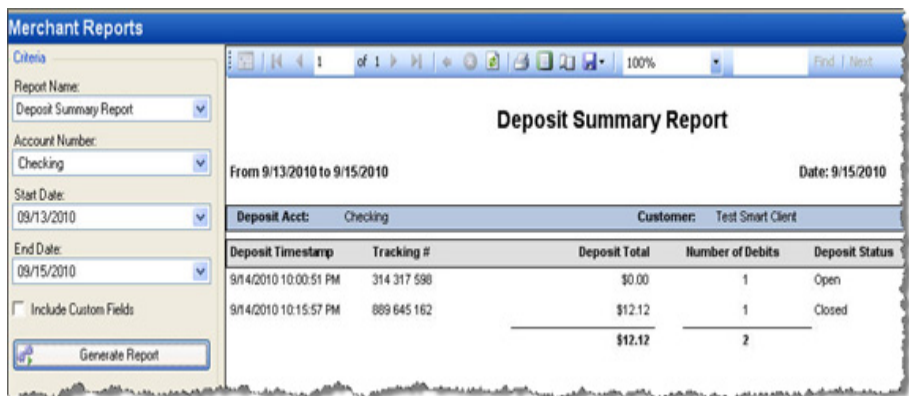 Merchant Reports
Criteria
Report Name:
Deposit Summary Report
Account Number:
Checking
Start Date:
09/13/2010
End Date:
09/15/2010
Include Custom Fields
Generate Report
1 of 1 100% Find | Next
Deposit Summary Report
From 9/13/2010 to 9/15/2010 Date: 9/15/2010
Deposit Acct: Checking Customer: Test Smart Client
Deposit Timestamp Tracking # Deposit Total Number of Debits Deposit Status
9/14/2010 10:00:51 PM 314 317 598 $0.00 1 Open
9/14/2010 10:15:57 PM 889 645 162 $12.12 1 Closed
$12.12 2